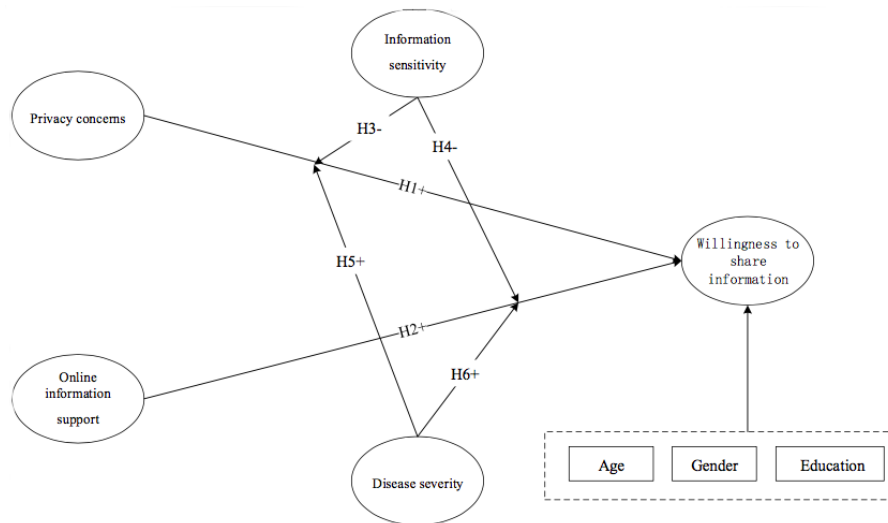 Information
sensitivity
Privacy concerns
H3-
H4-
H1+
Willingness to
share
information
H5+
H2+
Online
information
support
H6+
Disease severity
Age
Gender
Education